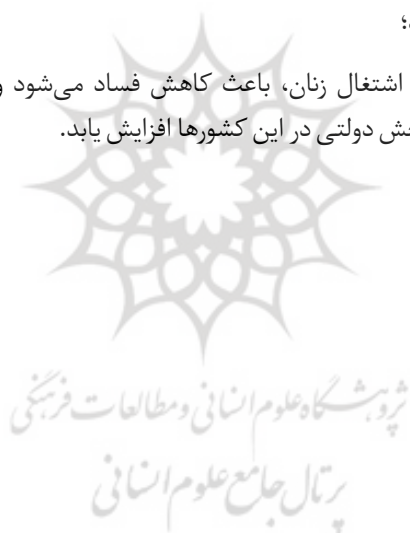 ؛
اشتغال زنان، باعث کاهش فساد می‌شود و
خش دولتی در این کشورها افزایش یابد.
پژوهشگاه علوم انسانی و مطالعات فرهنگی
پرتال جامع علوم انسانی